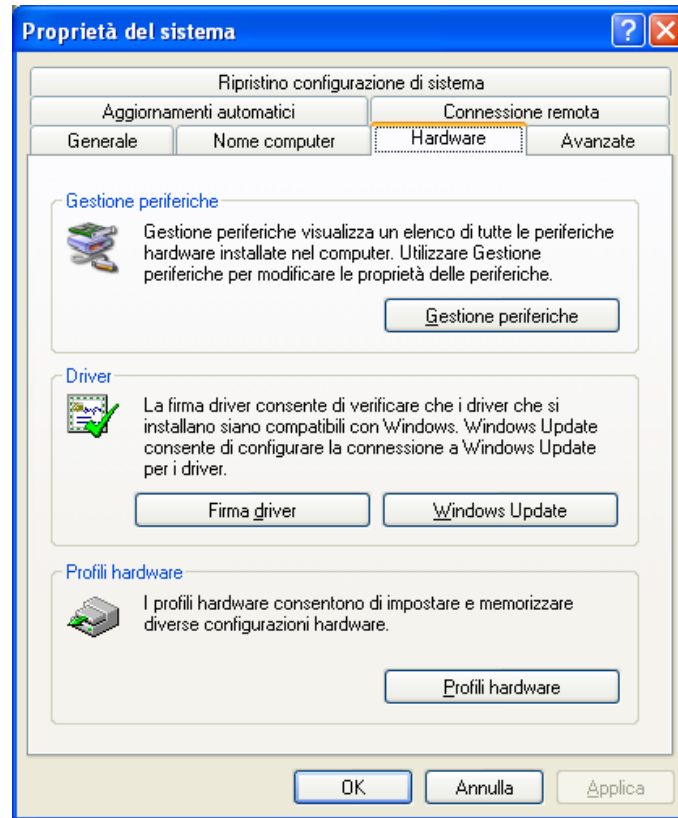 Proprietà del sistema
Ripristino configurazione di sistema
Aggiornamenti automatici
Connessione remota
Generale
Nome computer
Hardware
Avanzate
Gestione periferiche
Gestione periferiche visualizza un elenco di tutte le periferiche
hardware installate nel computer. Utilizzare Gestione
periferiche per modificare le proprietà delle periferiche.
Gestione periferiche
Driver
La firma driver consente di verificare che i driver che si
installano siano compatibili con Windows. Windows Update
consente di configurare la connessione a Windows Update
per i driver.
Firma driver
Windows Update
Profili hardware
I profili hardware consentono di impostare e memorizzare
diverse configurazioni hardware.
Profili hardware
OK
Annulla
Applica